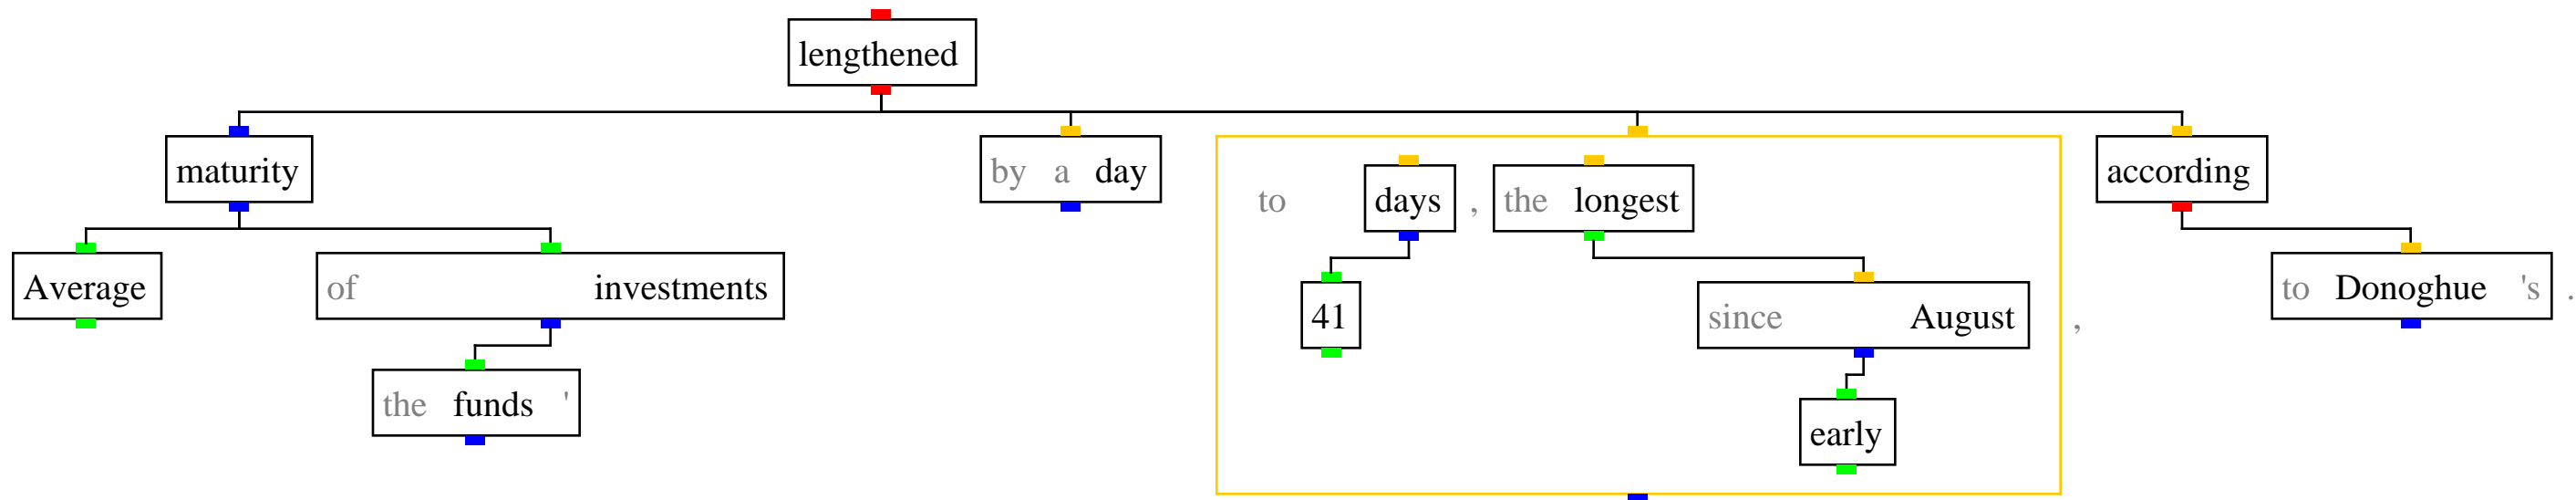 lengthened
maturity by a day according
to days , the longest
Average of investments to Donoghue 's .
41 since August ,
the funds '
early